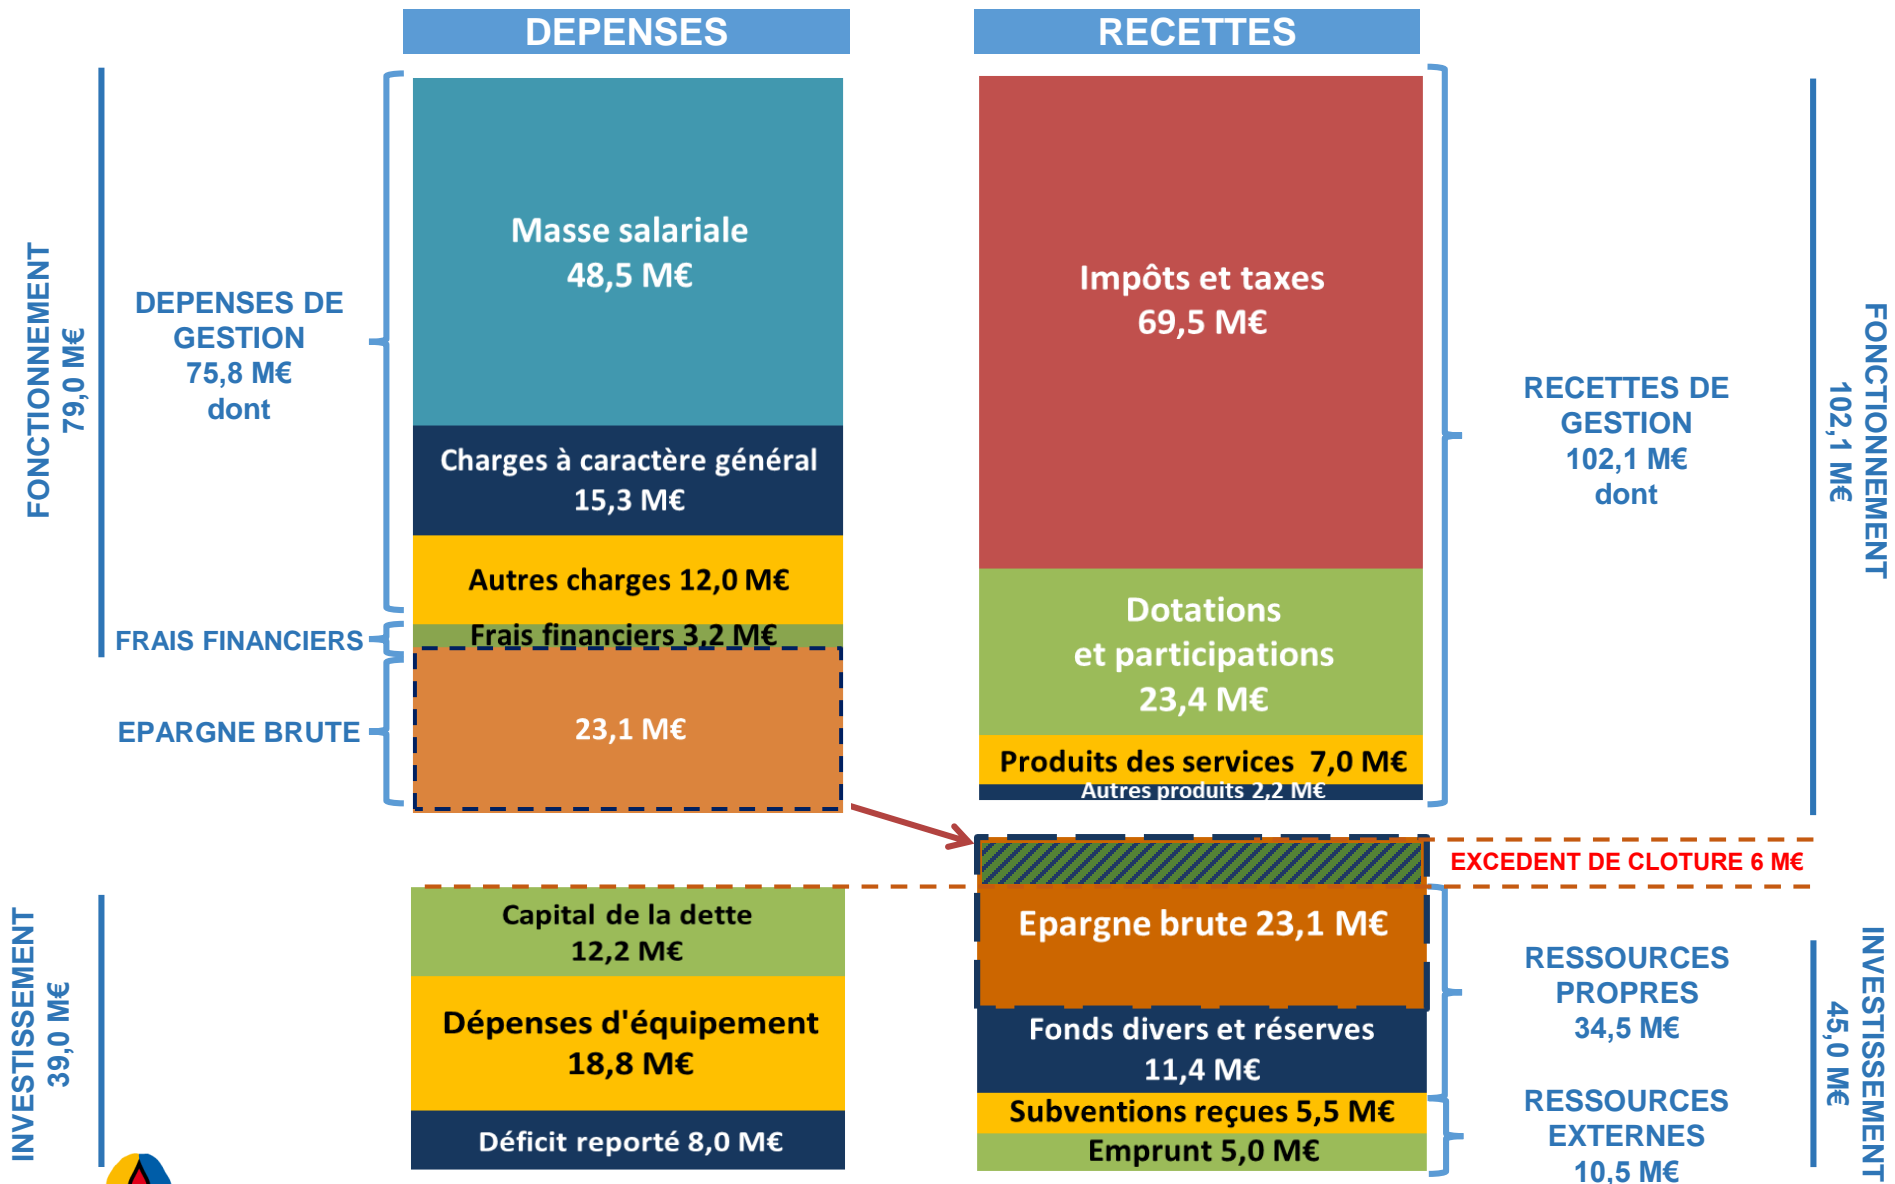 DEPENSES
RECETTES
FONCTIONNEMENT
79,0 M€
DEPENSES DE
GESTION
75,8 M€
dont
Masse salariale
48,5 M€
Charges à caractère général
15,3 M€
Autres charges 12,0 M€
FRAIS FINANCIERS
Frais financiers 3,2 M€
EPARGNE BRUTE
23,1 M€
Impôts et taxes
69,5 M€
Dotations
et participations
23,4 M€
Produits des services 7,0 M€
Autres produits 2,2 M€
RECETTES DE
GESTION
102,1 M€
dont
FONCTIONNEMENT
102,1 M€
EXCEDENT DE CLOTURE 6 M€
INVESTISSEMENT
39,0 M€
Capital de la dette
12,2 M€
Dépenses d'équipement
18,8 M€
Déficit reporté 8,0 M€
Epargne brute 23,1 M€
Fonds divers et réserves
11,4 M€
Subventions reçues 5,5 M€
Emprunt 5,0 M€
RESSOURCES
PROPRES
34,5 M€
RESSOURCES
EXTERNES
10,5 M€
INVESTISSEMENT
45,0 M€